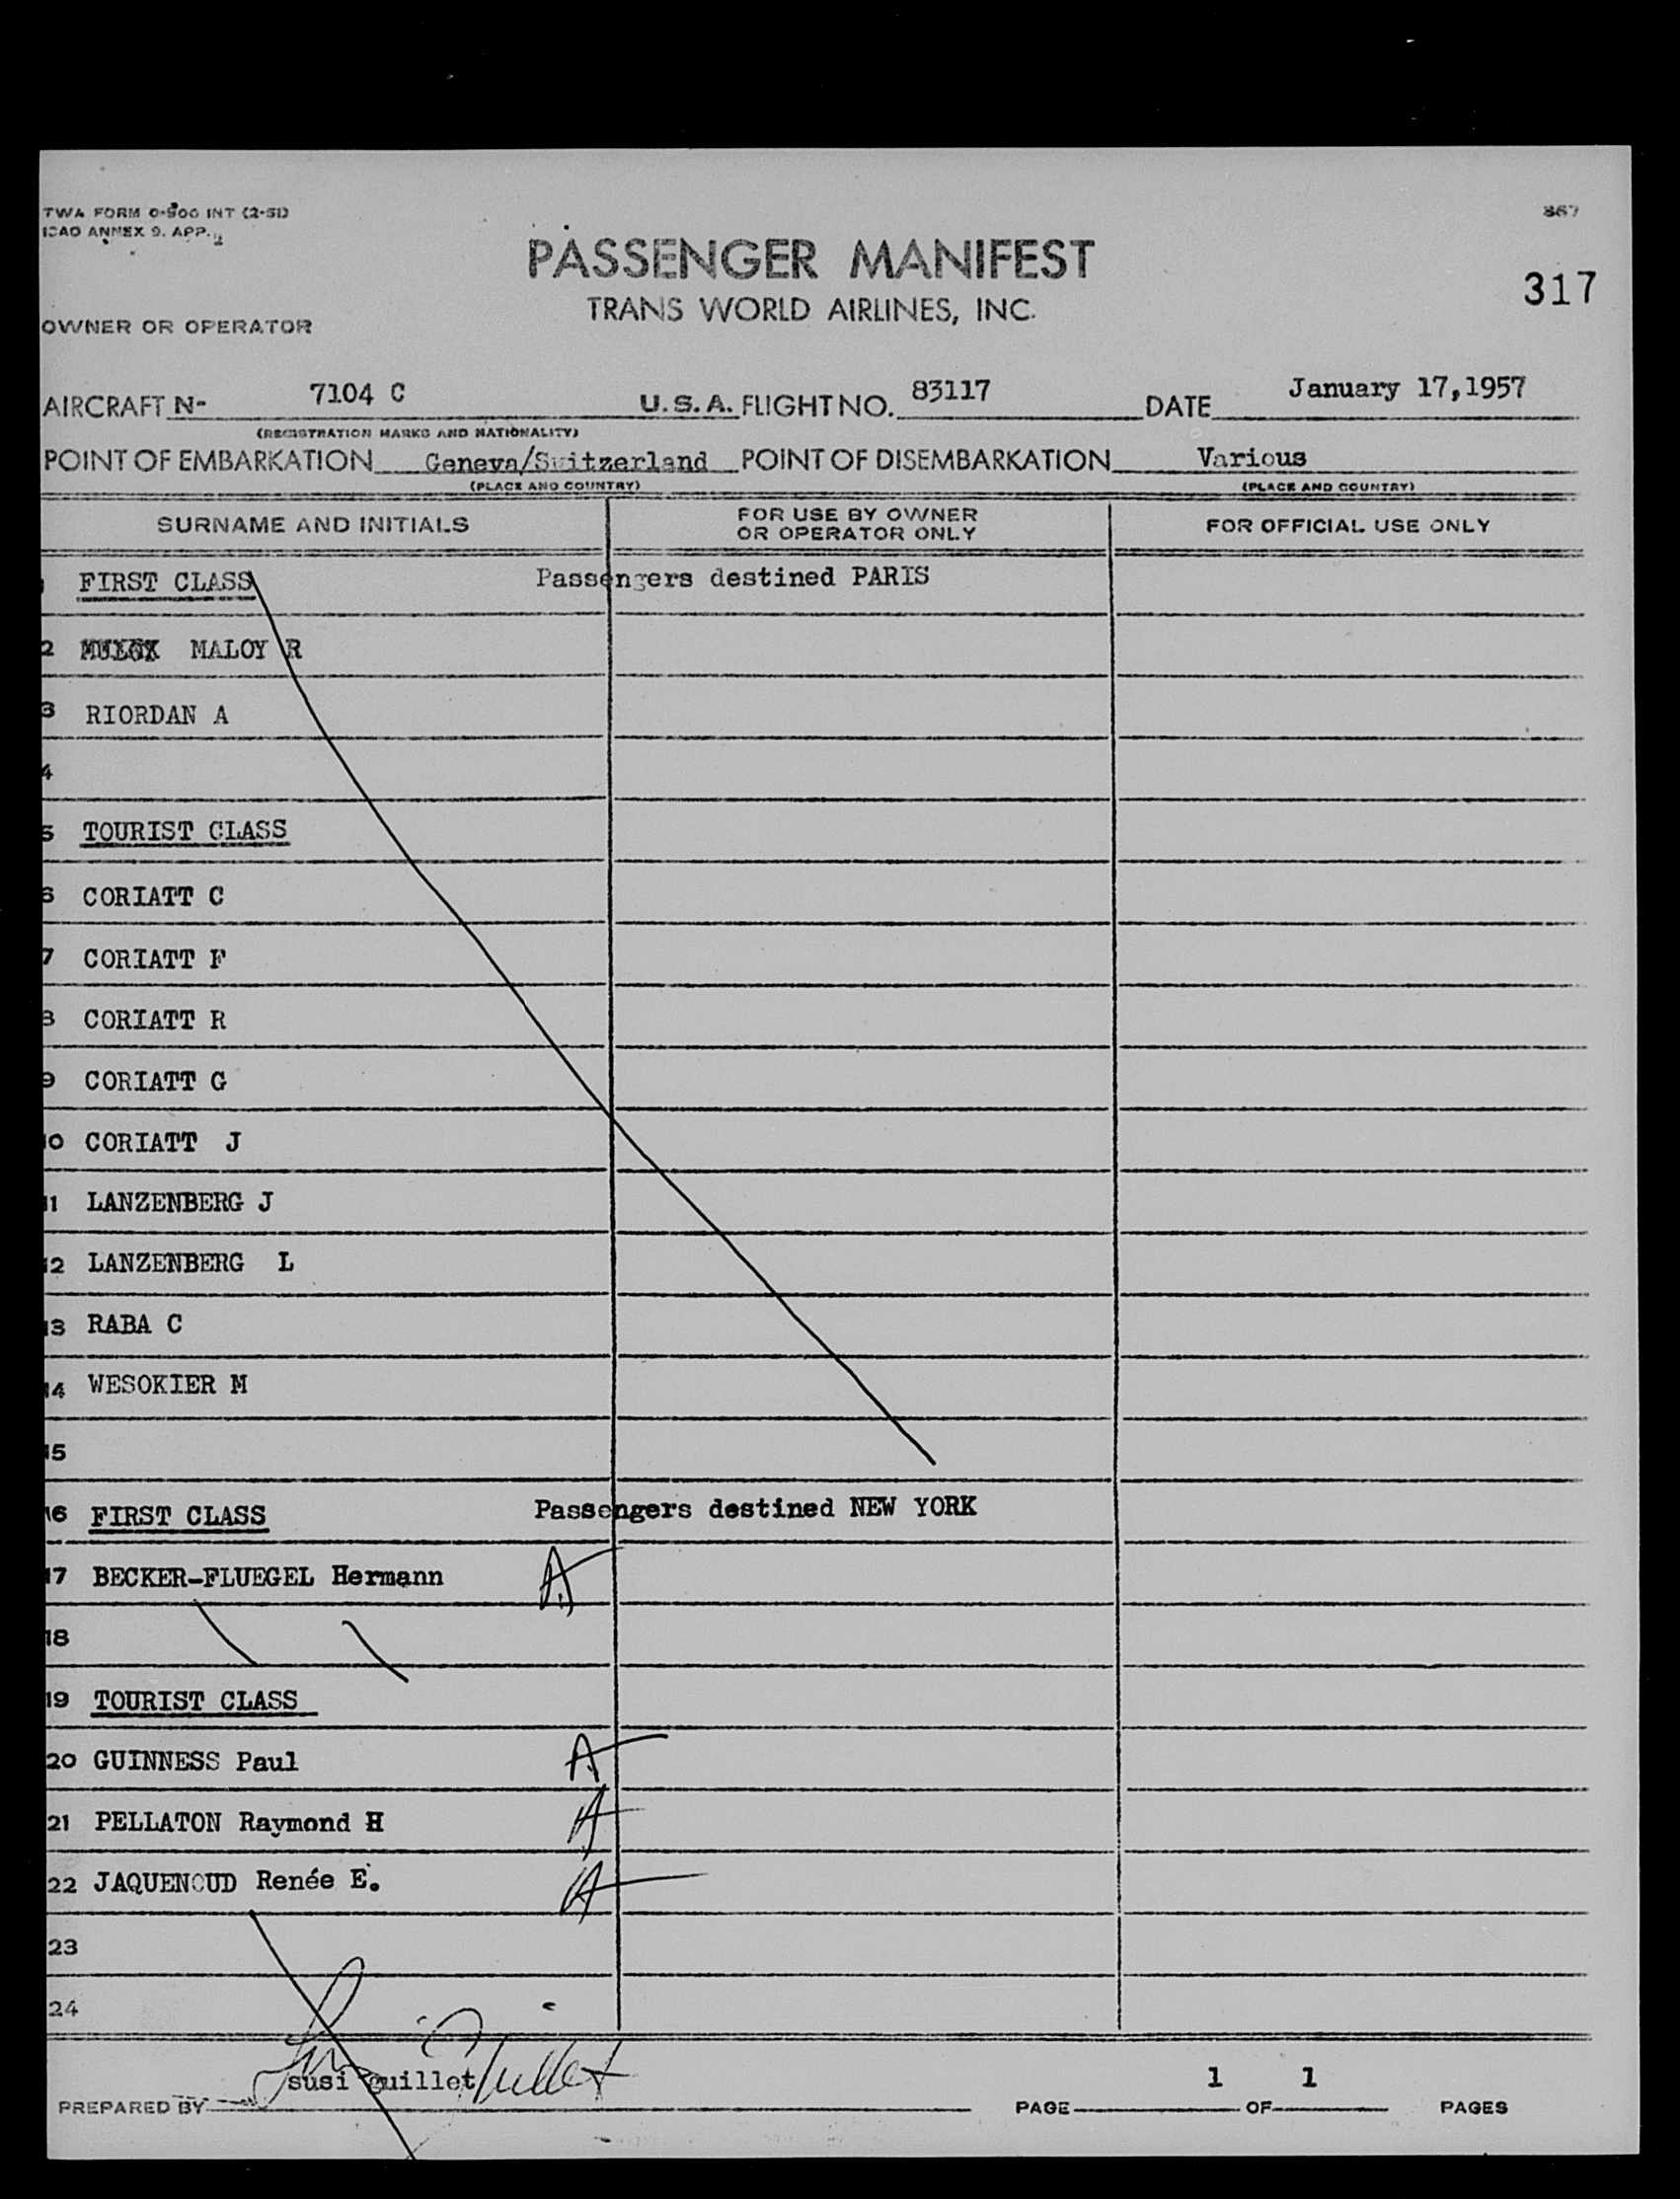 TWA FORM 0-900 INT (2-51)
ICAO ANNEX 9. APP. 2
867
PASSENGER MANIFEST
317
TRANS WORLD AIRLINES, INC.
OWNER OR OPERATOR
AIRCRAFT N- 7104 C U.S.A. FLIGHT NO. 83117 DATE January 17,1957
(REGISTRATION MARKS AND NATIONALITY)
POINT OF EMBARKATION Geneva/Switzerland POINT OF DISEMBARKATION Various
(PLACE AND COUNTRY) (PLACE AND COUNTRY)
SURNAME AND INITIALS FOR USE BY OWNER OR OPERATOR ONLY FOR OFFICIAL USE ONLY
1 FIRST CLASS Passengers destined PARIS
2 MALOY R
3 RIORDAN A
4
5 TOURIST CLASS
6 CORIATT C
7 CORIATT F
8 CORIATT R
9 CORIATT G
10 CORIATT J
11 LANZENBERG J
12 LANZENBERG L
13 RABA C
14 WESOKIER M
15
16 FIRST CLASS Passengers destined NEW YORK
17 BECKER-FLUEGEL Hermann A
18
19 TOURIST CLASS
20 GUINNESS Paul A
21 PELLATON Raymond H A
22 JAQUENOUD Renée E. A
23
24
Susi Guillet
susi guillet
PREPARED BY PAGE 1 OF 1 PAGES